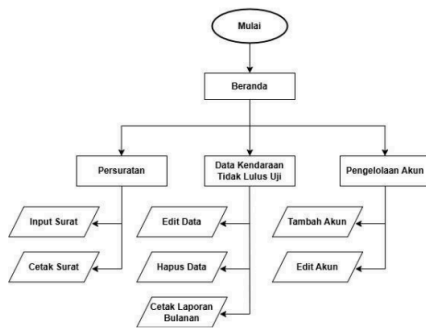 Mulai
Beranda
Persuratan
Data Kendaraan
Tidak Lulus Uji
Pengelolaan Akun
Input Surat
Edit Data
Tambah Akun
Cetak Surat
Hapus Data
Edit Akun
Cetak Laporan
Bulanan